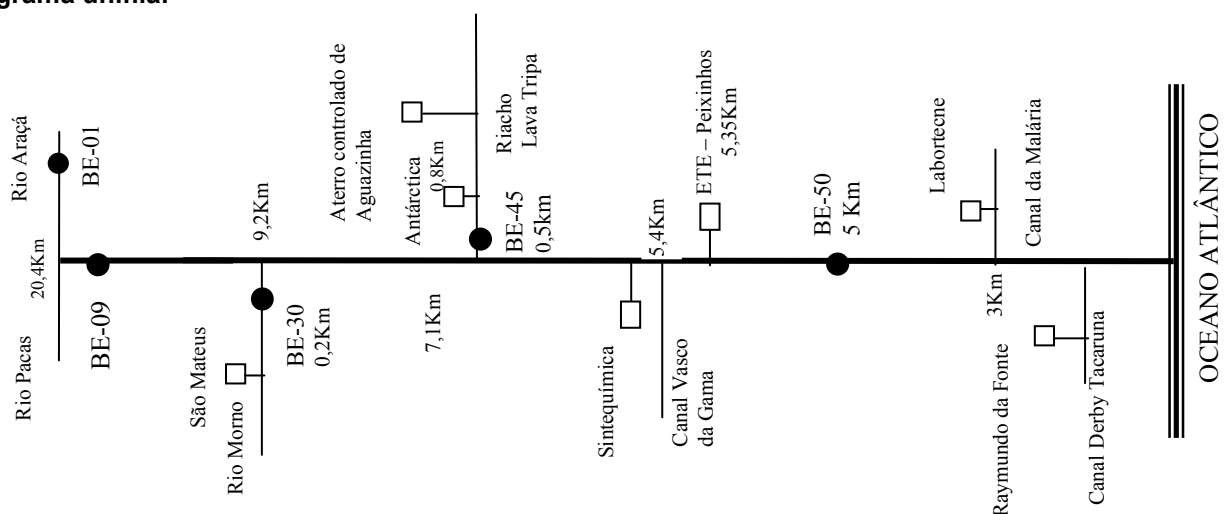 grama unifilar
Rio Araçá
BE-01
20,4Km
Rio Pacas
BE-09
9,2Km
São Mateus
Rio Morno
BE-30
0,2Km
Aterro controlado de
Aguazinha
Antárctica
0,8Km
Riacho
Lava Tripa
BE-45
0,5km
7,1Km
Sintequímica
5,4Km
Canal Vasco
da Gama
ETE – Peixinhos
5,35Km
BE-50
5 Km
Labortecne
Canal da Malária
3Km
Raymundo da Fonte
Canal Derby Tacaruna
OCEANO ATLÂNTICO